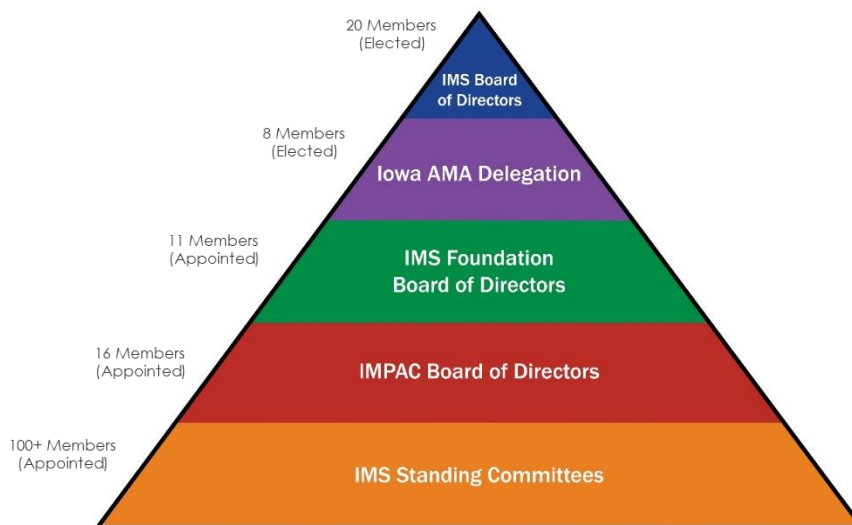 20 Members
(Elected)
IMS Board
of Directors
8 Members
(Elected)
Iowa AMA Delegation
11 Members
(Appointed)
IMS Foundation
Board of Directors
16 Members
(Appointed)
IMPAC Board of Directors
100+ Members
(Appointed)
IMS Standing Committees